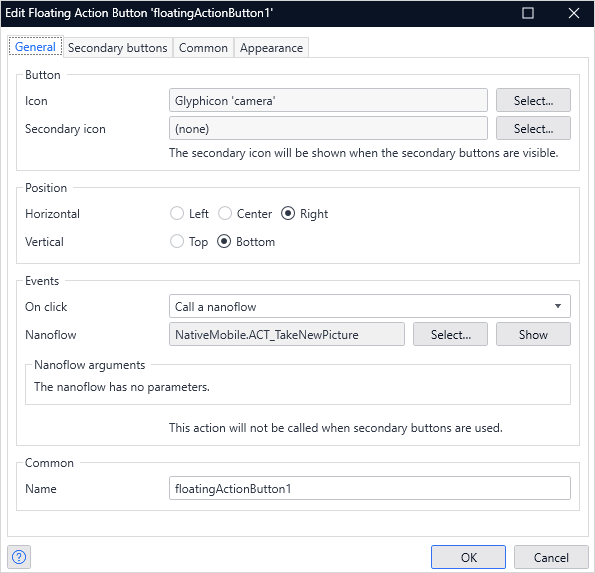 Edit Floating Action Button 'floatingActionButton1'
General Secondary buttons Common Appearance
Button
Icon Glyphicon 'camera' Select...
Secondary icon (none) Select...
The secondary icon will be shown when the secondary buttons are visible.
Position
Horizontal Left Center Right
Vertical Top Bottom
Events
On click Call a nanoflow
Nanoflow NativeMobile.ACT_TakeNewPicture Select... Show
Nanoflow arguments
The nanoflow has no parameters.
This action will not be called when secondary buttons are used.
Common
Name floatingActionButton1
? OK Cancel